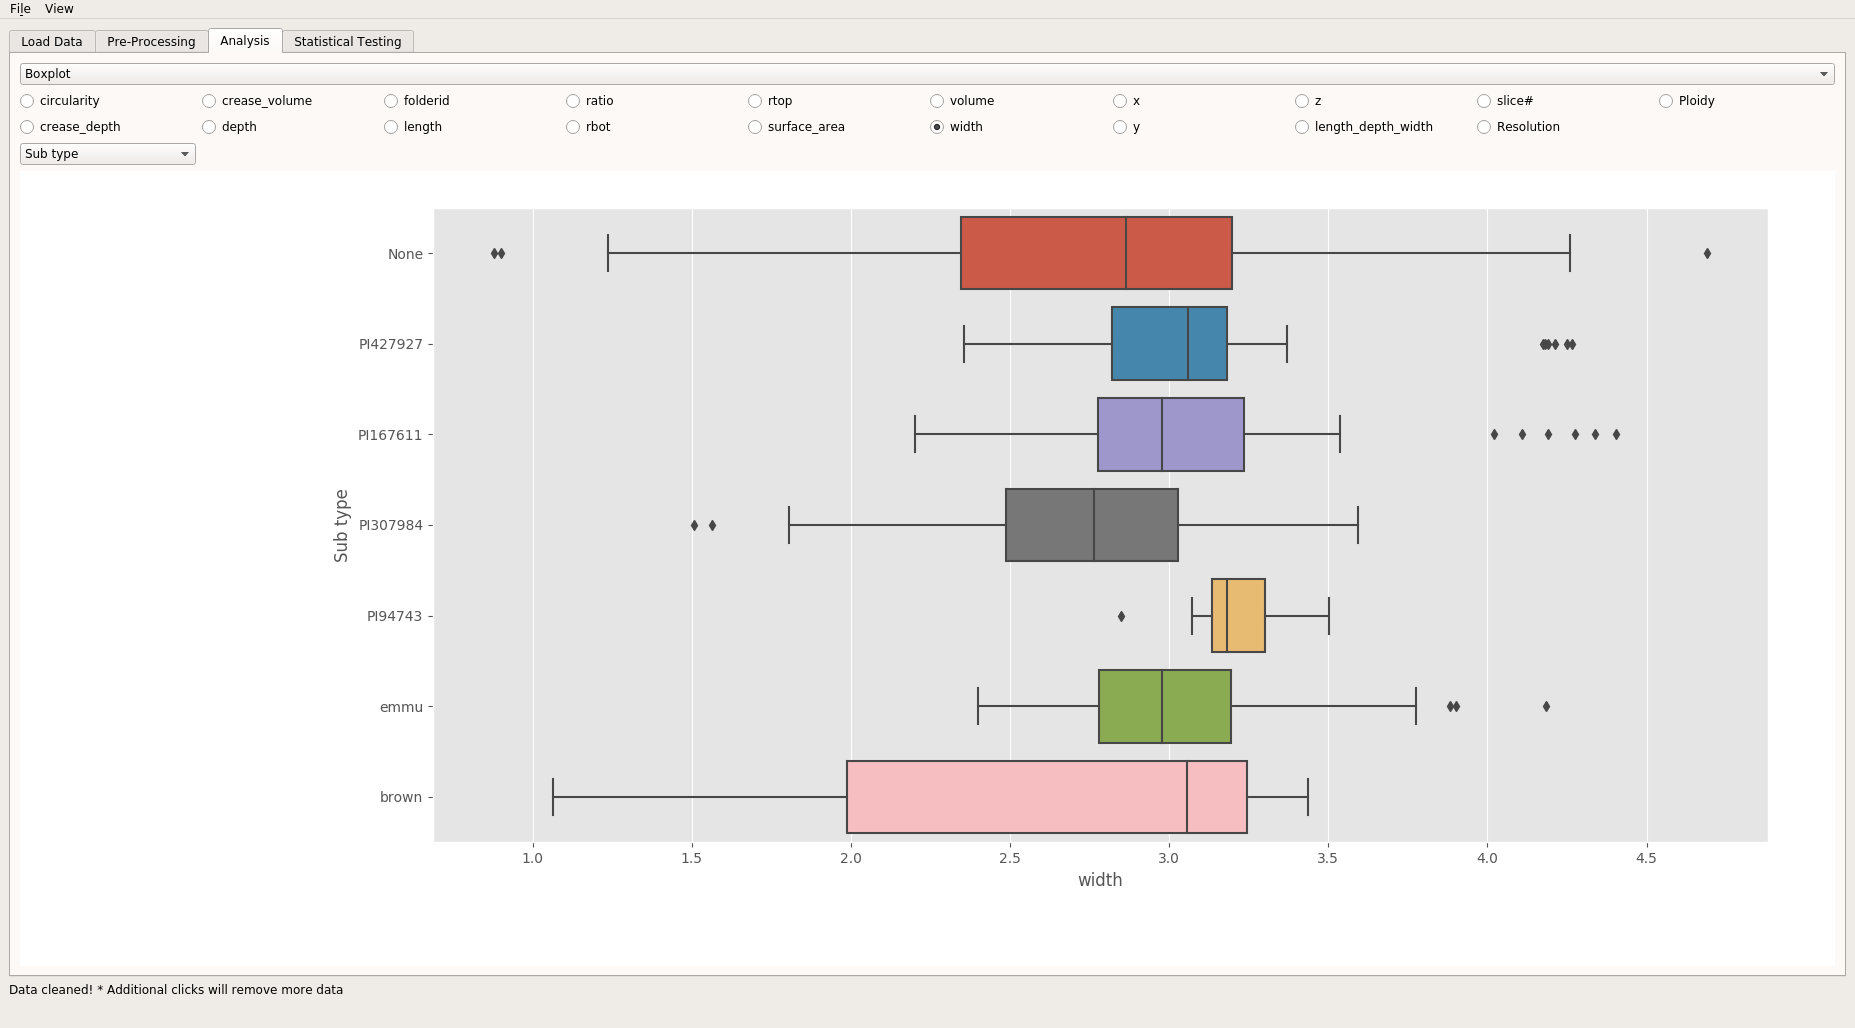 File View
Load Data Pre-Processing Analysis Statistical Testing
Boxplot
circularity crease_volume folderid ratio rtop volume x z slice# Ploidy
crease_depth depth length rbot surface_area width y length_depth_width Resolution
Sub type
None
PI427927
PI167611
PI307984
PI94743
emmu
brown
Sub type
1.0 1.5 2.0 2.5 3.0 3.5 4.0 4.5
width
Data cleaned! * Additional clicks will remove more data